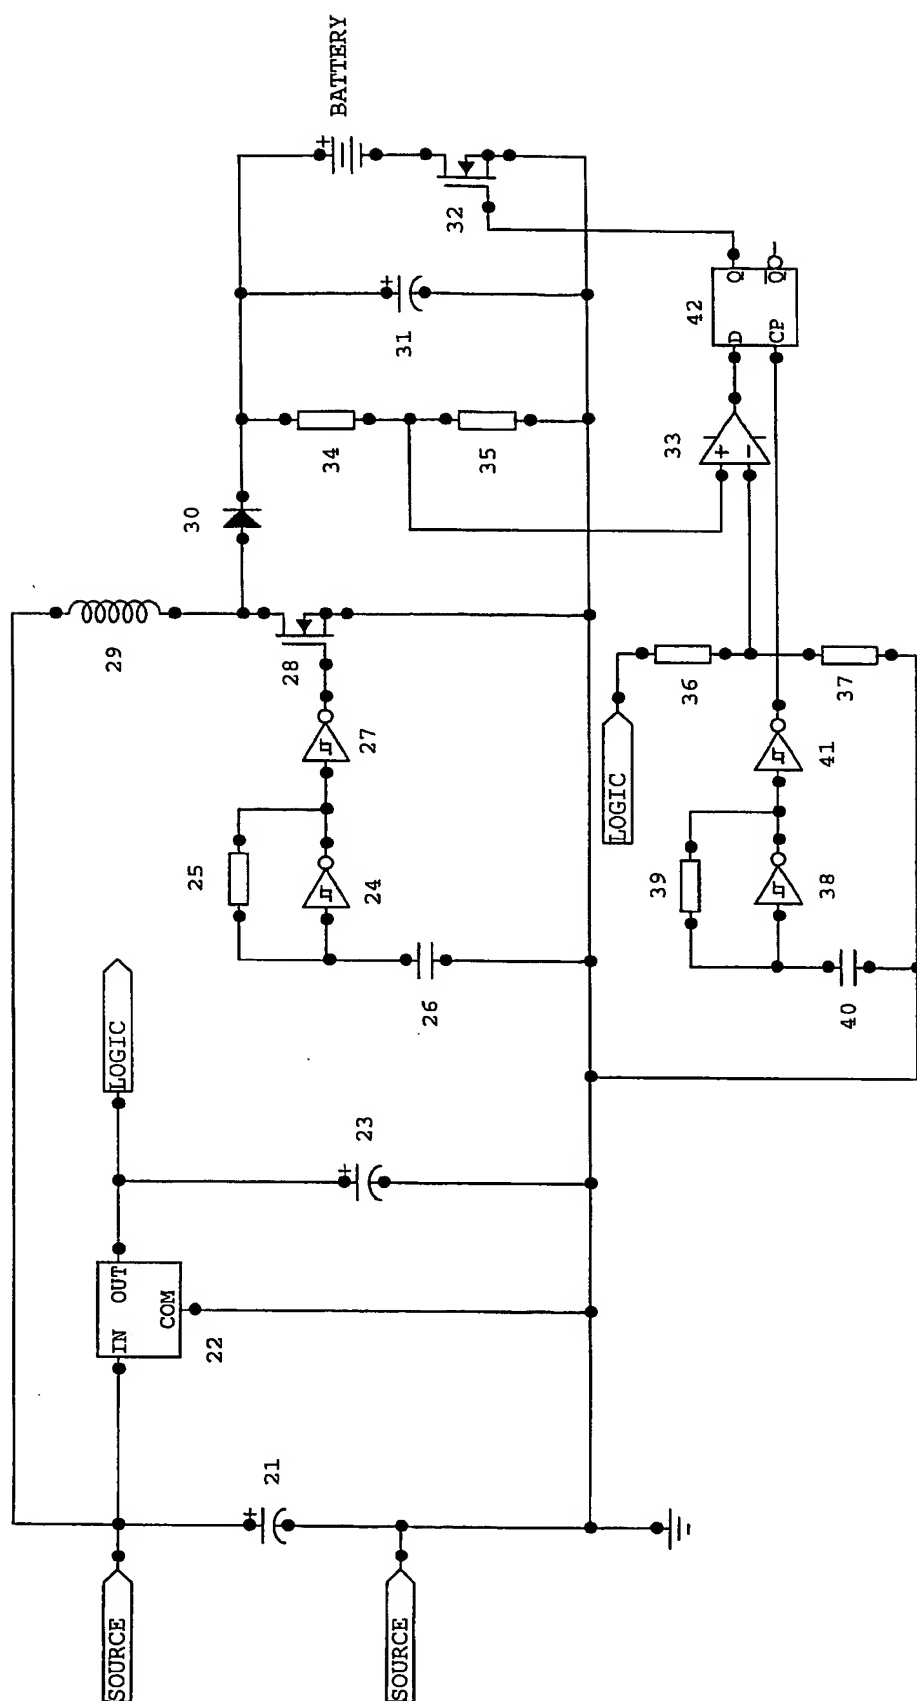 SOURCE
SOURCE
21
IN
OUT
COM
22
23
LOGIC
24
25
26
27
28
29
30
31
32
BATTERY
+
+
+
+
34
35
LOGIC
36
37
33
+
−
38
39
40
41
42
D
CP
Q
Q